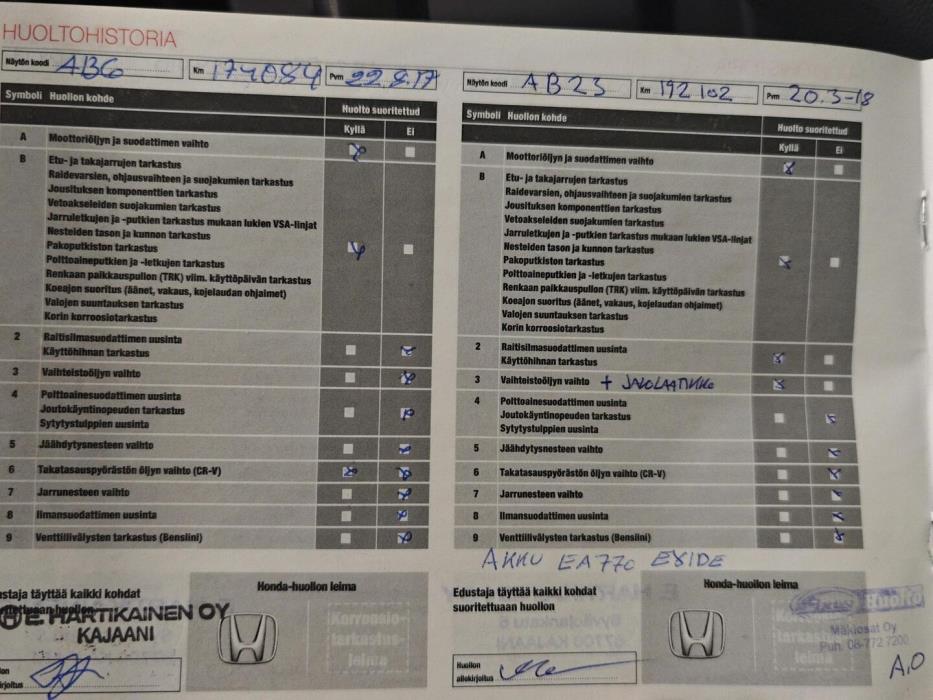 HUOLTOHISTORIA
Näytön koodi AB6 Km 174084 Pvm 22.8.17
Symboli Huollon kohde Huolto suoritettud
Kyllä Ei
A Moottoriöljyn ja suodattimen vaihto
B Etu- ja takajarrujen tarkastus
Raidevarsien, ohjausvaihteen ja suojakumien tarkastus
Jousituksen komponenttien tarkastus
Vetoakseleiden suojakumien tarkastus
Jarruletkujen ja -putkien tarkastus mukaan lukien VSA-linjat
Nesteiden tason ja kunnon tarkastus
Pakoputkiston tarkastus
Polttoaineputkien ja -letkujen tarkastus
Renkaan paikkauspullon (TRK) viim. käyttöpäivän tarkastus
Koeajon suoritus (äänet, vakaus, kojelaudan ohjaimet)
Valojen suuntauksen tarkastus
Korin korroosiotarkastus
2 Raitisilmasuodattimen uusinta
Käyttöhihnan tarkastus
3 Vaihteistoöljyn vaihto
4 Polttoainesuodattimen uusinta
Joutokäyntinopeuden tarkastus
Sytytystulppien uusinta
5 Jäähdytysnesteen vaihto
6 Takatasauspyörästön öljyn vaihto (CR-V)
7 Jarrunesteen vaihto
8 Ilmansuodattimen uusinta
9 Venttiilivälysten tarkastus (Bensiini)
ustaja täyttää kaikki kohdat
E. HARTIKAINEN OY
KAJAANI
Honda-huollon leima
Korroosio-
tarkastus-
leima
Näytön koodi AB23 Km 192102 Pvm 20.3-18
Symboli Huollon kohde Huolto suoritettud
Kyllä Ei
A Moottoriöljyn ja suodattimen vaihto
B Etu- ja takajarrujen tarkastus
Raidevarsien, ohjausvaihteen ja suojakumien tarkastus
Jousituksen komponenttien tarkastus
Vetoakseleiden suojakumien tarkastus
Jarruletkujen ja -putkien tarkastus mukaan lukien VSA-linjat
Nesteiden tason ja kunnon tarkastus
Pakoputkiston tarkastus
Polttoaineputkien ja -letkujen tarkastus
Renkaan paikkauspullon (TRK) viim. käyttöpäivän tarkastus
Koeajon suoritus (äänet, vakaus, kojelaudan ohjaimet)
Valojen suuntauksen tarkastus
Korin korroosiotarkastus
2 Raitisilmasuodattimen uusinta
Käyttöhihnan tarkastus
3 Vaihteistoöljyn vaihto + JAKOLAATIKKO
4 Polttoainesuodattimen uusinta
Joutokäyntinopeuden tarkastus
Sytytystulppien uusinta
5 Jäähdytysnesteen vaihto
6 Takatasauspyörästön öljyn vaihto (CR-V)
7 Jarrunesteen vaihto
8 Ilmansuodattimen uusinta
9 Venttiilivälysten tarkastus (Bensiini)
AKKU EA770 EXIDE
Edustaja täyttää kaikki kohdat
suoritettuaan huollon
Huollon
allekirjoitus
Honda-huollon leima
Huolto
Mäkiosat Oy
Puh. 08-772 7200
A.O